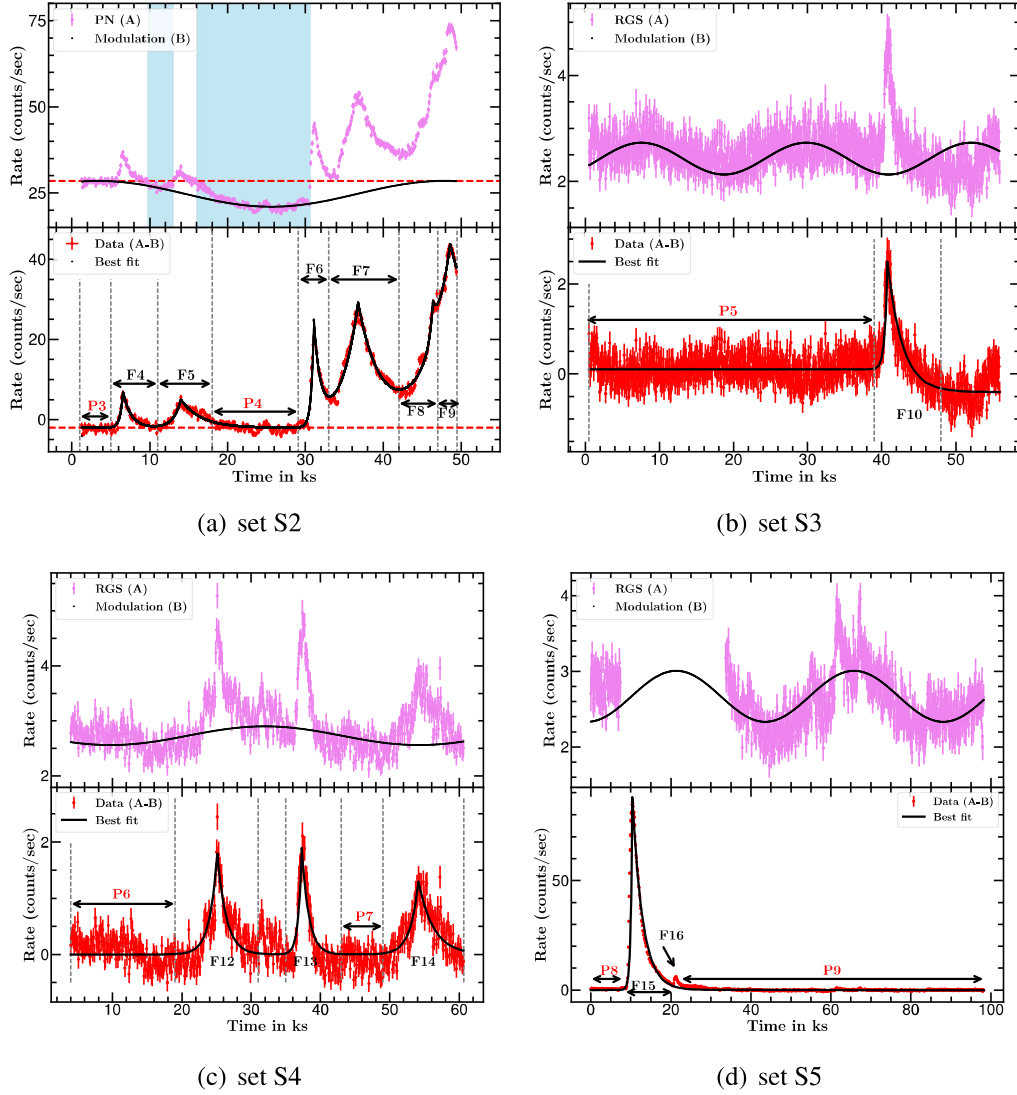 PN (A)
Modulation (B)
Rate (counts/sec)
75
50
25
Data (A-B)
Best fit
Rate (counts/sec)
40
20
0
P3
F4
F5
P4
F6
F7
F8
F9
0 10 20 30 40 50
Time in ks
(a) set S2
RGS (A)
Modulation (B)
Rate (counts/sec)
4
2
Data (A-B)
Best fit
Rate (counts/sec)
2
0
P5
F10
0 10 20 30 40 50
Time in ks
(b) set S3
RGS (A)
Modulation (B)
Rate (counts/sec)
4
2
Data (A-B)
Best fit
Rate (counts/sec)
2
0
P6
F12
F13
P7
F14
0 10 20 30 40 50 60
Time in ks
(c) set S4
RGS (A)
Modulation (B)
Rate (counts/sec)
4
3
2
Data (A-B)
Best fit
Rate (counts/sec)
50
0
P8
F15
F16
P9
0 20 40 60 80 100
Time in ks
(d) set S5